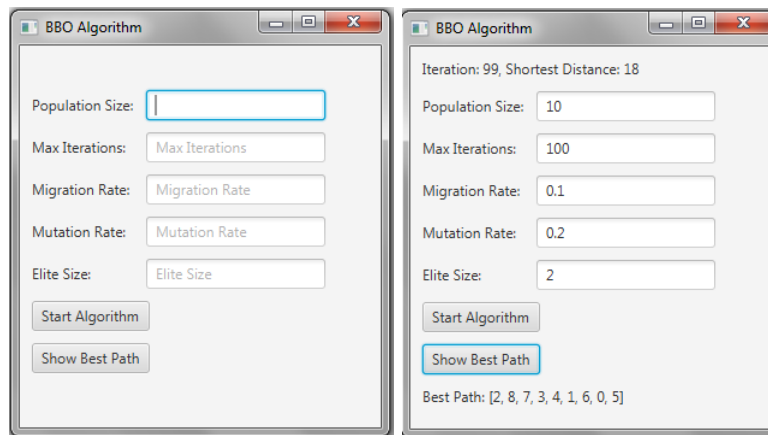 BBO Algorithm
Population Size:
Max Iterations: Max Iterations
Migration Rate: Migration Rate
Mutation Rate: Mutation Rate
Elite Size: Elite Size
Start Algorithm
Show Best Path
BBO Algorithm
Iteration: 99, Shortest Distance: 18
Population Size: 10
Max Iterations: 100
Migration Rate: 0.1
Mutation Rate: 0.2
Elite Size: 2
Start Algorithm
Show Best Path
Best Path: [2, 8, 7, 3, 4, 1, 6, 0, 5]